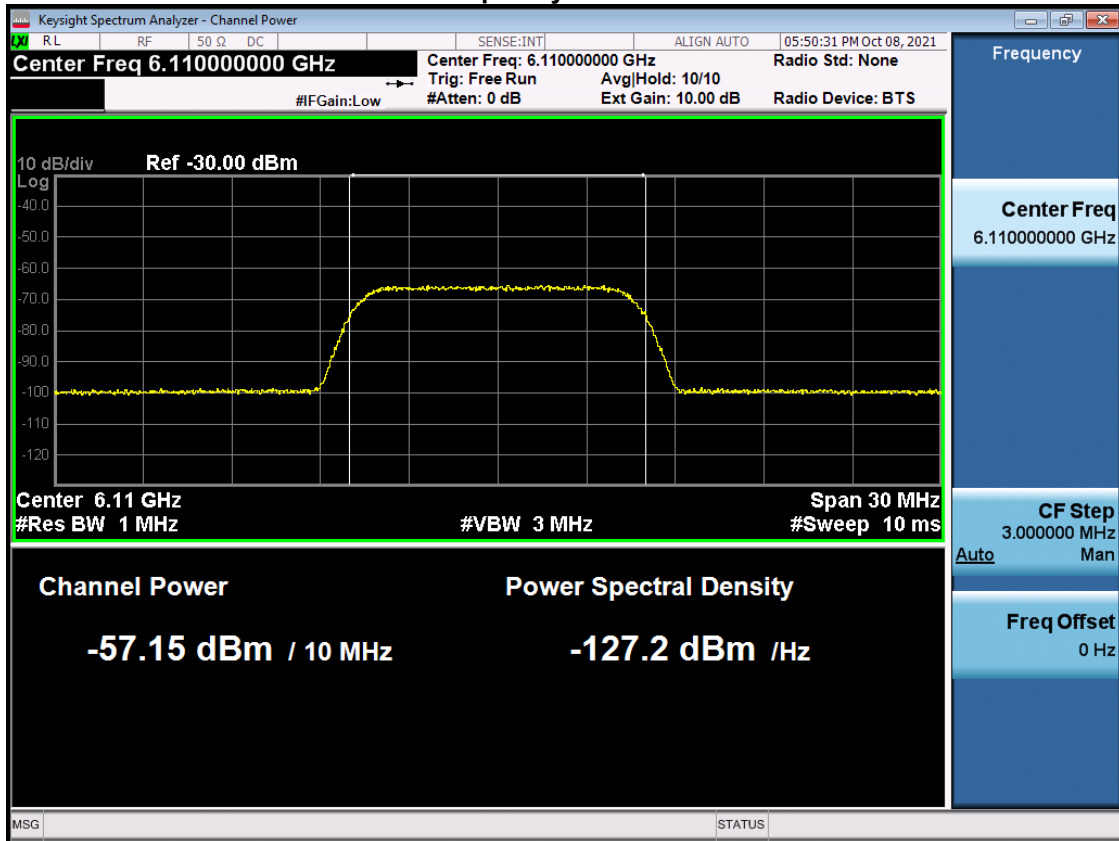 Keysight Spectrum Analyzer - Channel Power
LXI RL RF 50 Ω DC SENSE:INT ALIGN AUTO 05:50:31 PM Oct 08, 2021
Center Freq 6.110000000 GHz
#IFGain:Low
Center Freq: 6.110000000 GHz
Trig: Free Run Avg|Hold: 10/10
#Atten: 0 dB Ext Gain: 10.00 dB
Radio Std: None
Radio Device: BTS
10 dB/div Ref -30.00 dBm
Log
-40.0
-50.0
-60.0
-70.0
-80.0
-90.0
-100
-110
-120
Center 6.11 GHz Span 30 MHz
#Res BW 1 MHz #VBW 3 MHz #Sweep 10 ms
Channel Power Power Spectral Density
-57.15 dBm / 10 MHz -127.2 dBm /Hz
Frequency
Center Freq
6.110000000 GHz
CF Step
3.000000 MHz
Auto Man
Freq Offset
0 Hz
MSG STATUS